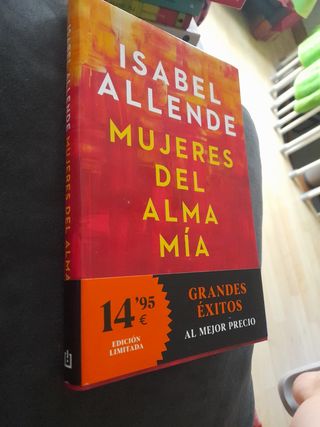 ISABEL
ALLENDE
MUJERES
DEL
ALMA
MÍA
14'95
€
EDICIÓN
LIMITADA
GRANDES
ÉXITOS
AL MEJOR PRECIO
ISABEL ALLENDE MUJERES DEL ALMA